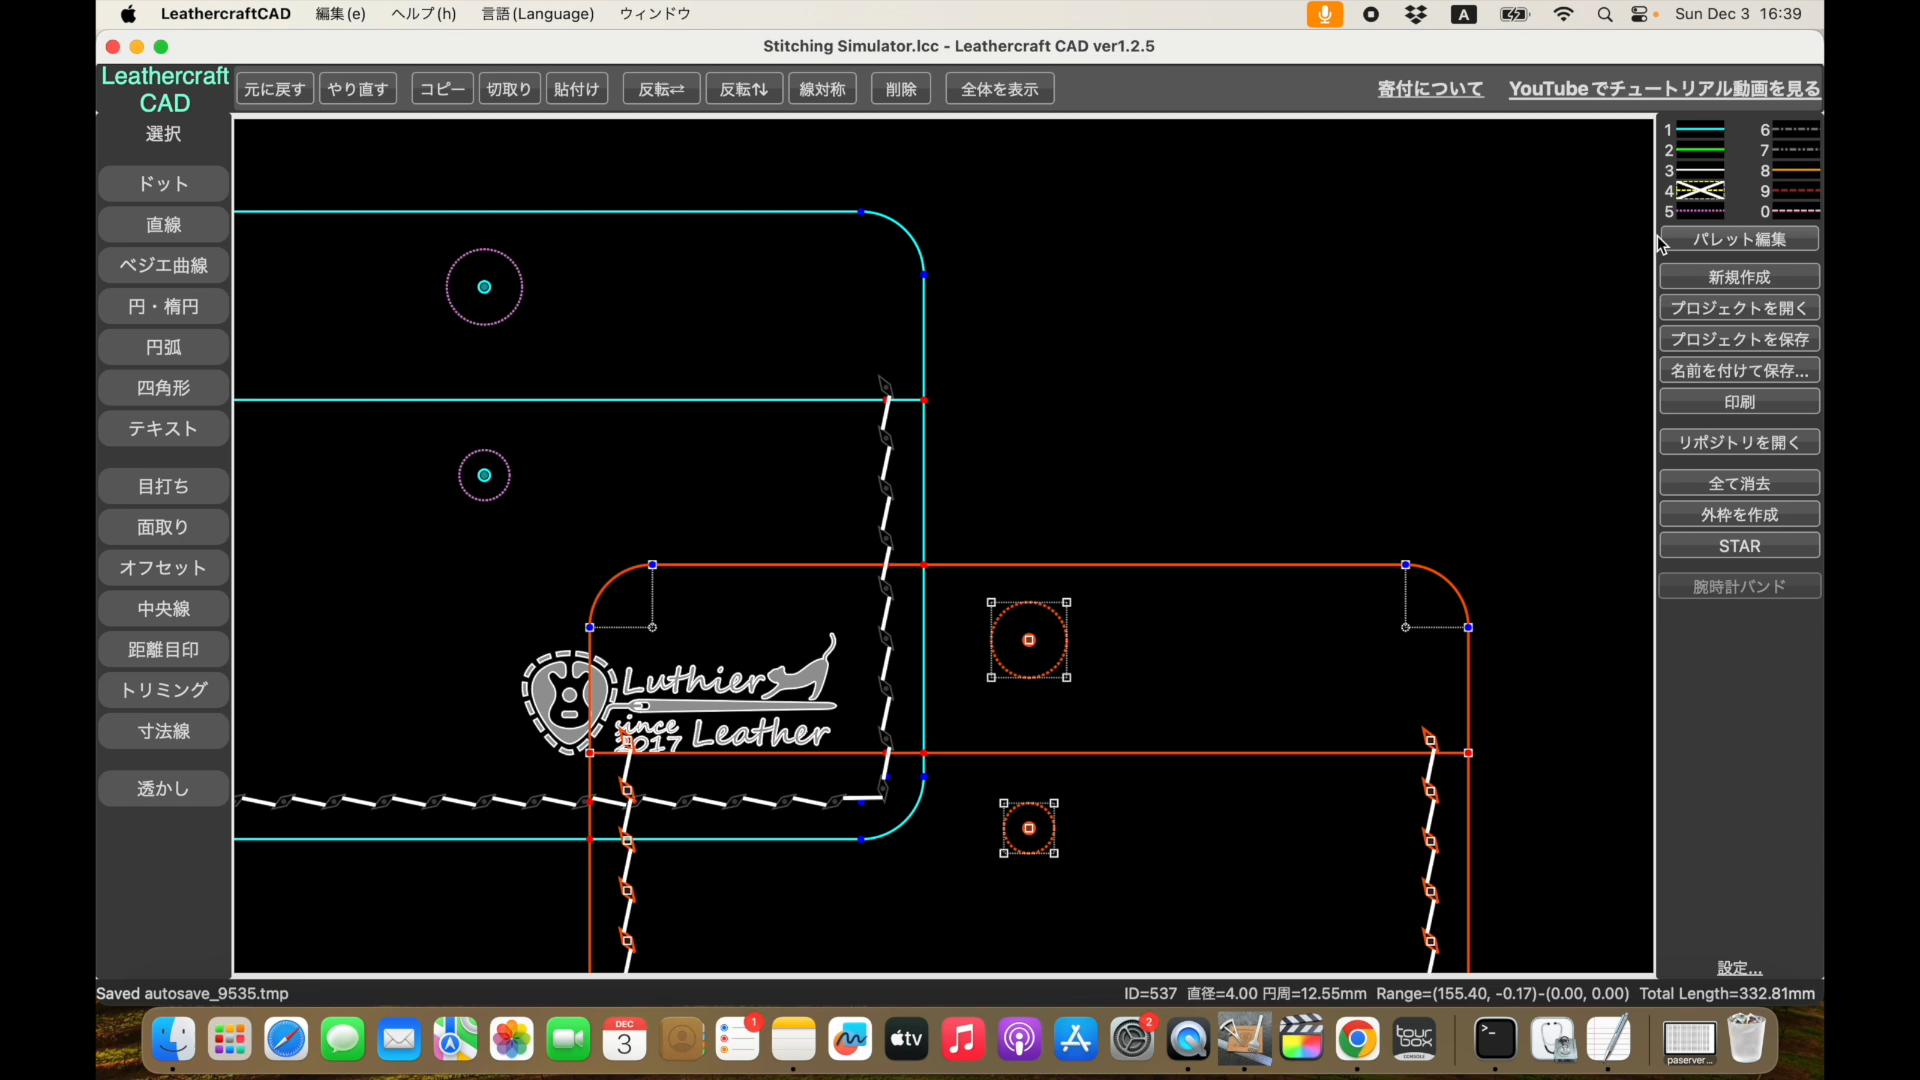 LeathercraftCAD 編集(e) ヘルプ(h) 言語(Language) ウィンドウ A Sun Dec 3 16:39
Stitching Simulator.lcc - Leathercraft CAD ver1.2.5
Leathercraft
CAD
元に戻す やり直す コピー 切取り 貼付け 反転⇄ 反転↑↓ 線対称 削除 全体を表示 寄付について YouTubeでチュートリアル動画を見る
選択
ドット
直線
ベジエ曲線
円・楕円
円弧
四角形
テキスト
目打ち
面取り
オフセット
中央線
距離目印
トリミング
寸法線
透かし
Luthier
since
2017 Leather
1 6
2 7
3 8
4 9
5 0
パレット編集
新規作成
プロジェクトを開く
プロジェクトを保存
名前を付けて保存...
印刷
リポジトリを開く
全て消去
外枠を作成
STAR
腕時計バンド
設定...
Saved autosave_9535.tmp ID=537 直径=4.00 円周=12.55mm Range=(155.40, -0.17)-(0.00, 0.00) Total Length=332.81mm
DEC
3
1
tv
2
tour
box
CONSOLE
>_
paserver...